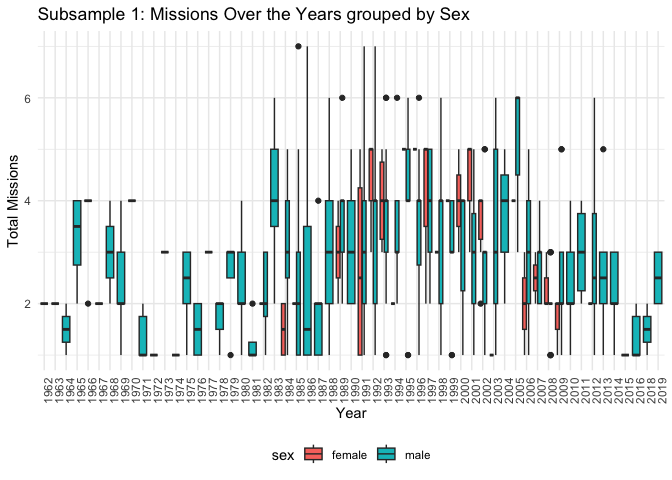 Subsample 1: Missions Over the Years grouped by Sex
Total Missions
6
4
2
1962 1963 1964 1965 1966 1967 1968 1969 1970 1971 1972 1973 1974 1975 1976 1977 1978 1979 1980 1981 1982 1983 1984 1985 1986 1987 1988 1989 1990 1991 1992 1993 1994 1995 1996 1997 1998 1999 2000 2001 2002 2003 2004 2005 2006 2007 2008 2009 2010 2011 2012 2013 2014 2015 2016 2018 2019
Year
sex female male